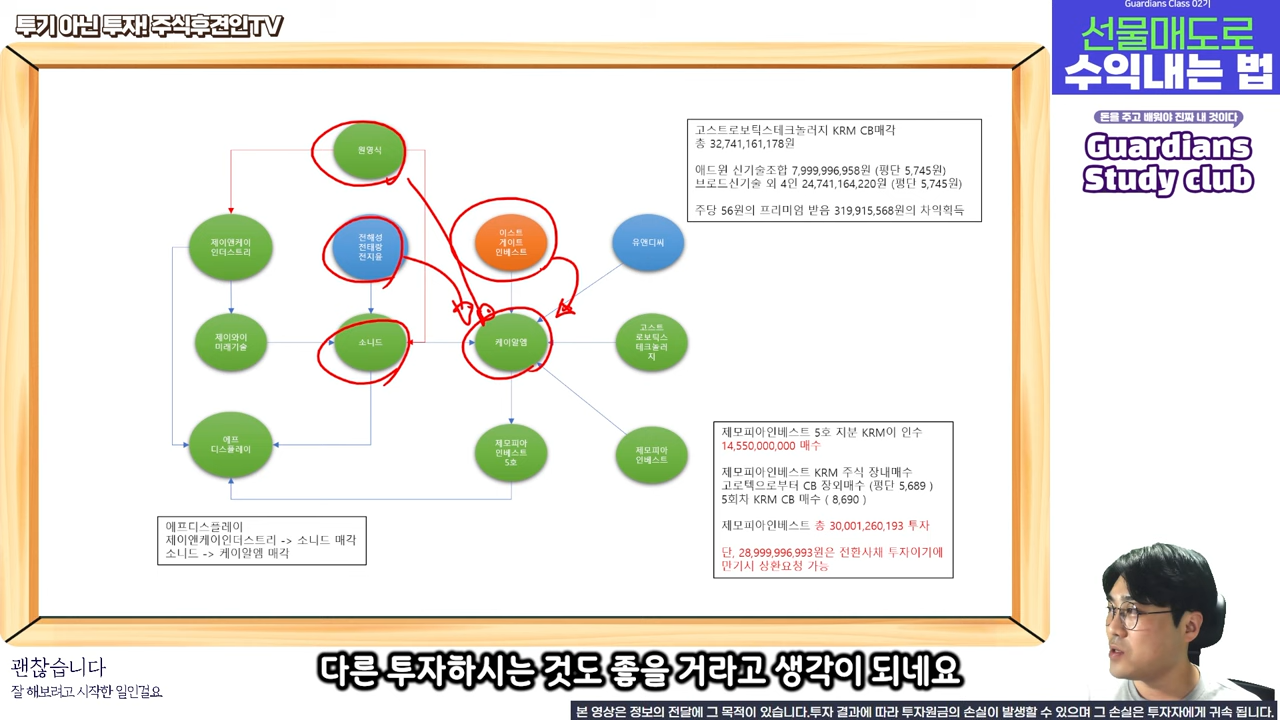 투기 아닌 투자! 주식후견인TV
Guardians Class 02기
선물매도로
수익내는 법
돈을 주고 배워야 진짜 내 것이다
Guardians
Study club
원영식
제이앤케이
인더스트리
전해성
전태랑
전지율
이스트
게이트
인베스트
유앤디씨
제이와이
미래기술
소니드
케이알엠
고스트
로보틱스
테크놀러
지
에프
디스플레이
제모피아
인베스트
5호
제모피아
인베스트
고스트로보틱스테크놀러지 KRM CB매각
총 32,741,161,178원
애드원 신기술조합 7,999,996,958원 (평단 5,745원)
브로드신기술 외 4인 24,741,164,220원 (평단 5,745원)
주당 56원의 프리미엄 받음 319,915,568원의 차익획득
제모피아인베스트 5호 지분 KRM이 인수
14,550,000,000 매수
제모피아인베스트 KRM 주식 장내매수
고로텍으로부터 CB 장외매수 (평단 5,689 )
5회차 KRM CB 매수 ( 8,690 )
제모피아인베스트 총 30,001,260,193 투자
단, 28,999,996,993원은 전환사채 투자이기에
만기시 상환요청 가능
에프디스플레이
제이앤케이인더스트리 -> 소니드 매각
소니드 -> 케이알엠 매각
괜찮습니다
잘 해보려고 시작한 일인걸요
다른 투자하시는 것도 좋을 거라고 생각이 되네요
본 영상은 정보의 전달에 그 목적이 있습니다.투자 결과에 따라 투자원금의 손실이 발생할 수 있으며 그 손실은 투자자에게 귀속 됩니다.